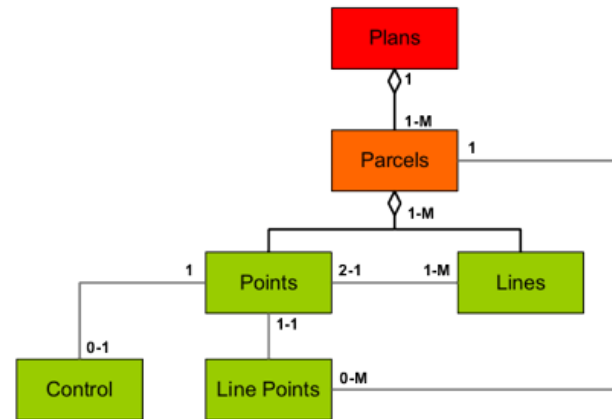 Plans
1
1-M
Parcels
1
1-M
1
Points
2-1
1-M
Lines
1-1
0-1
Control
Line Points
0-M